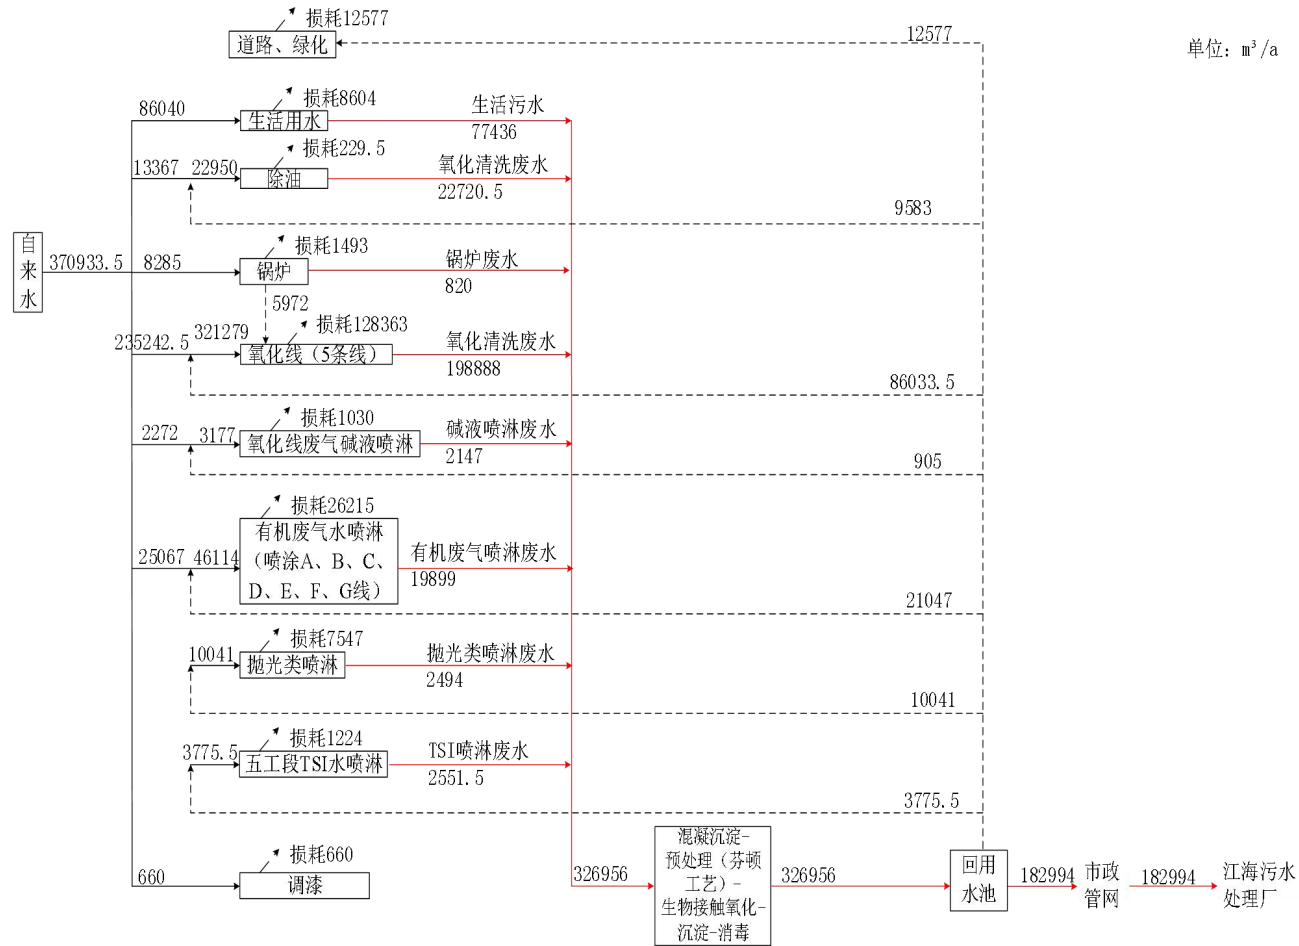 损耗12577
道路、绿化
12577
单位: m³/a
86040
损耗8604
生活用水
生活污水
77436
13367
22950
损耗229.5
除油
氧化清洗废水
22720.5
9583
自来水
370933.5
8285
损耗1493
锅炉
锅炉废水
820
5972
235242.5
321279
损耗128363
氧化线（5条线）
氧化清洗废水
198888
86033.5
2272
3177
损耗1030
氧化线废气碱液喷淋
碱液喷淋废水
2147
905
25067
46114
损耗26215
有机废气水喷淋
（喷涂A、B、C、
D、E、F、G线）
有机废气喷淋废水
19899
21047
10041
损耗7547
抛光类喷淋
抛光类喷淋废水
2494
10041
3775.5
损耗1224
五工段TSI水喷淋
TSI喷淋废水
2551.5
3775.5
660
损耗660
调漆
326956
混凝沉淀-
预处理（芬顿
工艺）-
生物接触氧化-
沉淀-消毒
326956
回用
水池
182994
市政
管网
182994
江海污水
处理厂